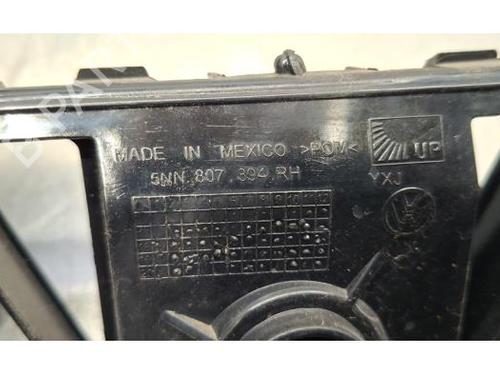 MADE IN MEXICO >POM<
UP
5NN 807 394 RH
YXJ